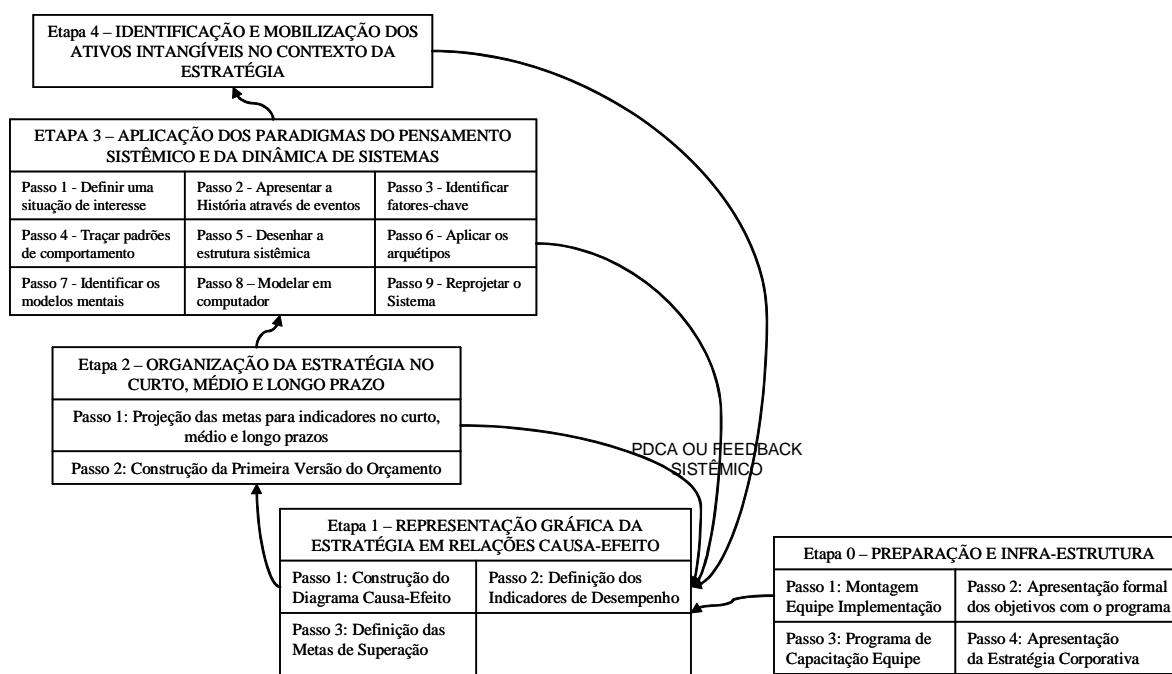 Etapa 4 – IDENTIFICAÇÃO E MOBILIZAÇÃO DOS
ATIVOS INTANGÍVEIS NO CONTEXTO DA
ESTRATÉGIA
ETAPA 3 – APLICAÇÃO DOS PARADIGMAS DO PENSAMENTO
SISTÊMICO E DA DINÂMICA DE SISTEMAS
Passo 1 - Definir uma
situação de interesse
Passo 2 - Apresentar a
História através de eventos
Passo 3 - Identificar
fatores-chave
Passo 4 - Traçar padrões
de comportamento
Passo 5 - Desenhar a
estrutura sistêmica
Passo 6 - Aplicar os
arquétipos
Passo 7 - Identificar os
modelos mentais
Passo 8 – Modelar em
computador
Passo 9 - Reprojetar o
Sistema
Etapa 2 – ORGANIZAÇÃO DA ESTRATÉGIA NO
CURTO, MÉDIO E LONGO PRAZO
Passo 1: Projeção das metas para indicadores no curto,
médio e longo prazos
Passo 2: Construção da Primeira Versão do Orçamento
PDCA OU FEEDBACK
SISTÊMICO
Etapa 1 – REPRESENTAÇÃO GRÁFICA DA
ESTRATÉGIA EM RELAÇÕES CAUSA-EFEITO
Passo 1: Construção do
Diagrama Causa-Efeito
Passo 2: Definição dos
Indicadores de Desempenho
Passo 3: Definição das
Metas de Superação
Etapa 0 – PREPARAÇÃO E INFRA-ESTRUTURA
Passo 1: Montagem
Equipe Implementação
Passo 2: Apresentação formal
dos objetivos com o programa
Passo 3: Programa de
Capacitação Equipe
Passo 4: Apresentação
da Estratégia Corporativa